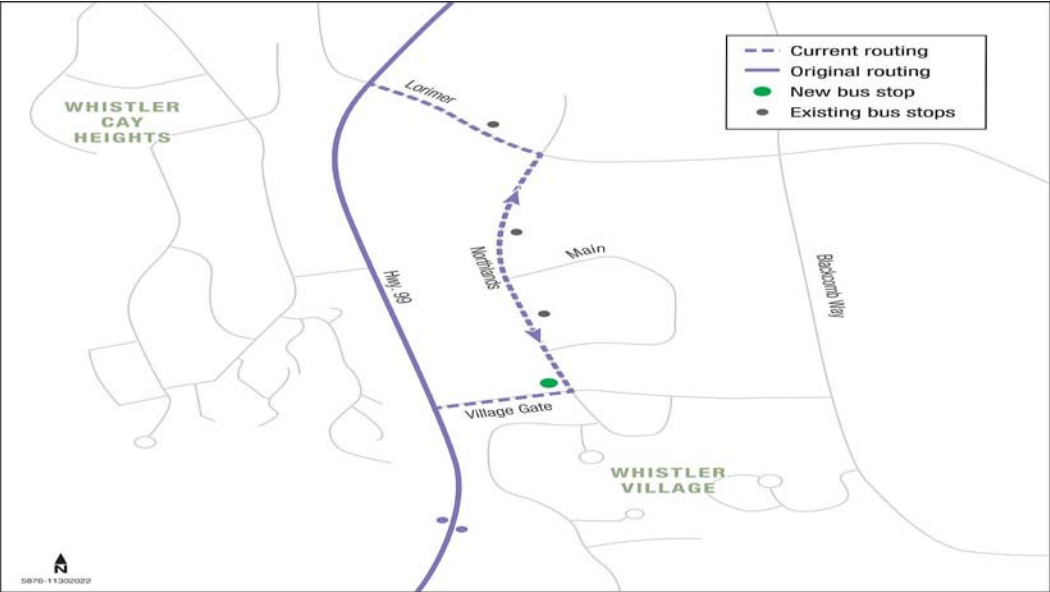 Current routing
Original routing
New bus stop
Existing bus stops
Lorimer
WHISTLER
CAY
HEIGHTS
Main
Northlands
Hwy. 99
Blackcomb Way
Village Gate
WHISTLER
VILLAGE
N
5876-11302022